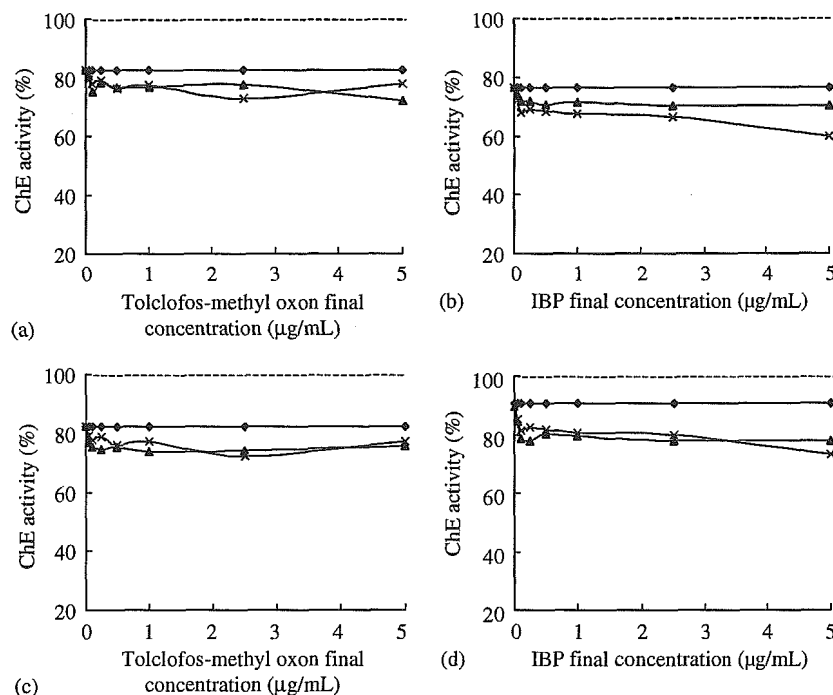 100
80
60
40
20
ChE activity (%)
0 1 2 3 4 5
Tolclofos-methyl oxon final
concentration (µg/mL)
(a)
100
80
60
40
20
ChE activity (%)
0 1 2 3 4 5
IBP final concentration (µg/mL)
(b)
100
80
60
40
20
ChE activity (%)
0 1 2 3 4 5
Tolclofos-methyl oxon final
concentration (µg/mL)
(c)
100
80
60
40
20
ChE activity (%)
0 1 2 3 4 5
IBP final concentration (µg/mL)
(d)